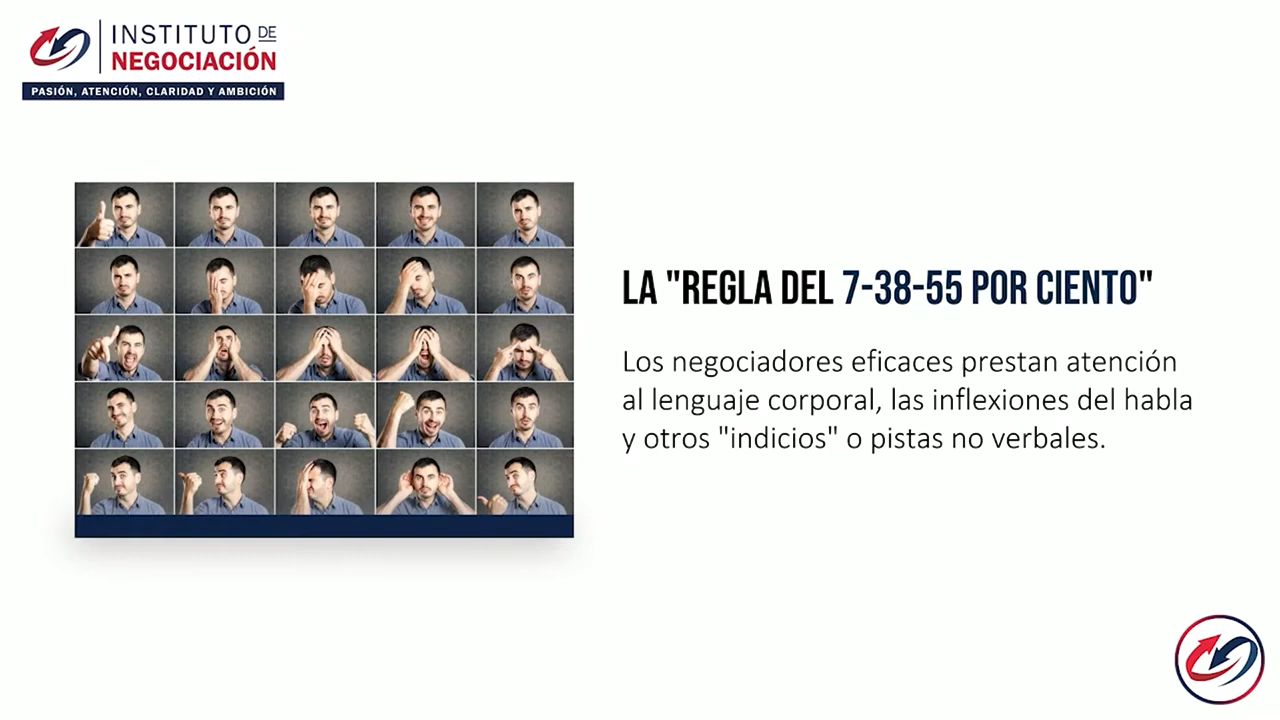 INSTITUTO DE
NEGOCIACIÓN
PASIÓN, ATENCIÓN, CLARIDAD Y AMBICIÓN
LA "REGLA DEL 7-38-55 POR CIENTO"
Los negociadores eficaces prestan atención
al lenguaje corporal, las inflexiones del habla
y otros "indicios" o pistas no verbales.